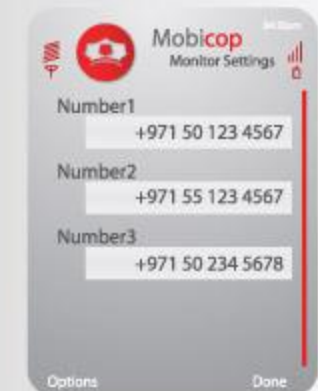 Mobicop
Monitor Settings
Number1
+971 50 123 4567
Number2
+971 55 123 4567
Number3
+971 50 234 5678
Options Done